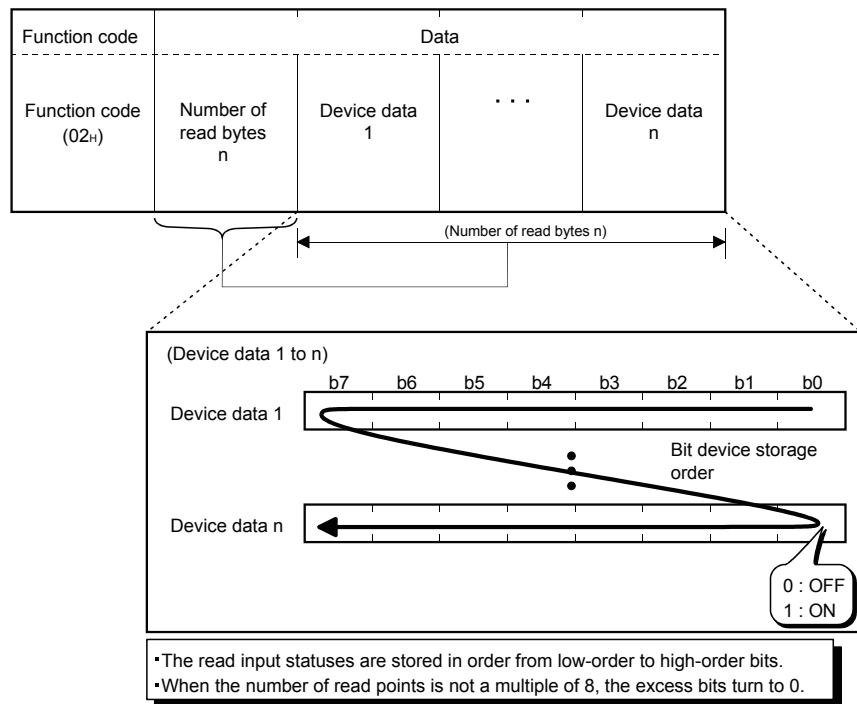 Function code Data
Function code
(02H)
Number of
read bytes
n
Device data
1
· · ·
Device data
n
(Number of read bytes n)
(Device data 1 to n)
b7 b6 b5 b4 b3 b2 b1 b0
Device data 1
Bit device storage
order
Device data n
0 : OFF
1 : ON
▪The read input statuses are stored in order from low-order to high-order bits.
▪When the number of read points is not a multiple of 8, the excess bits turn to 0.